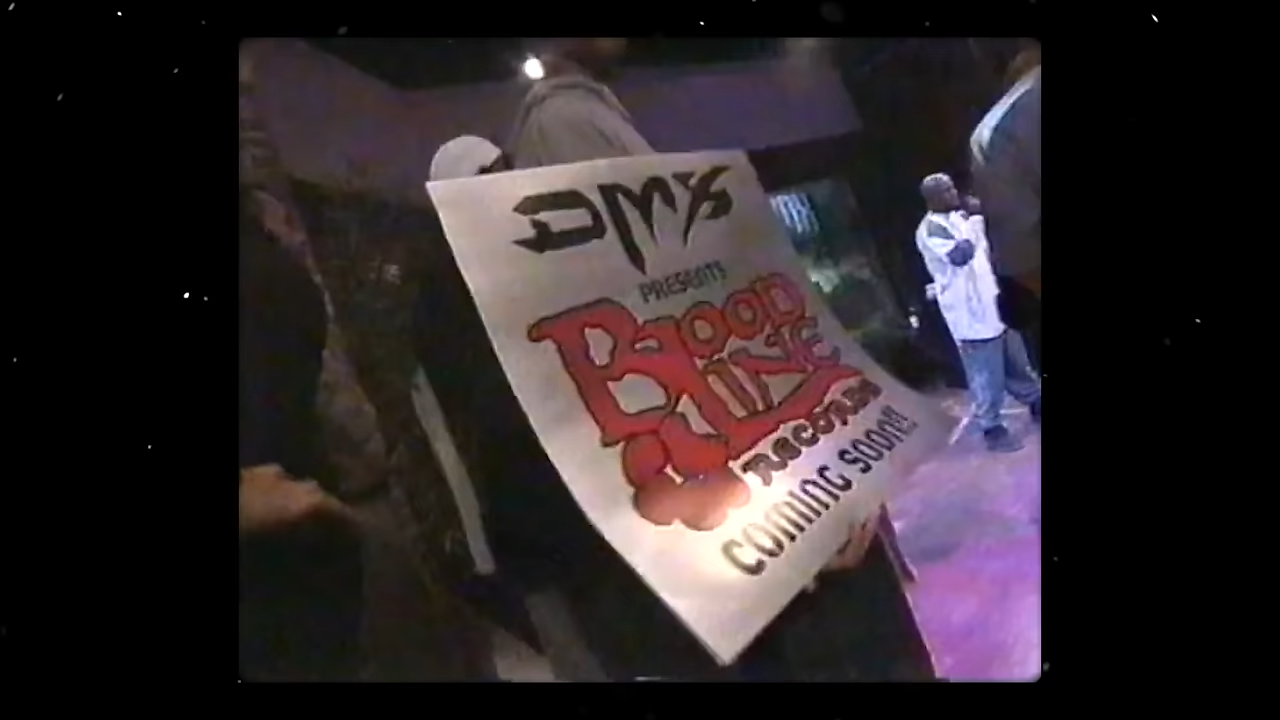 DMX
PRESENTS
BLOOD
LINE
RECORDS
COMING SOON!!